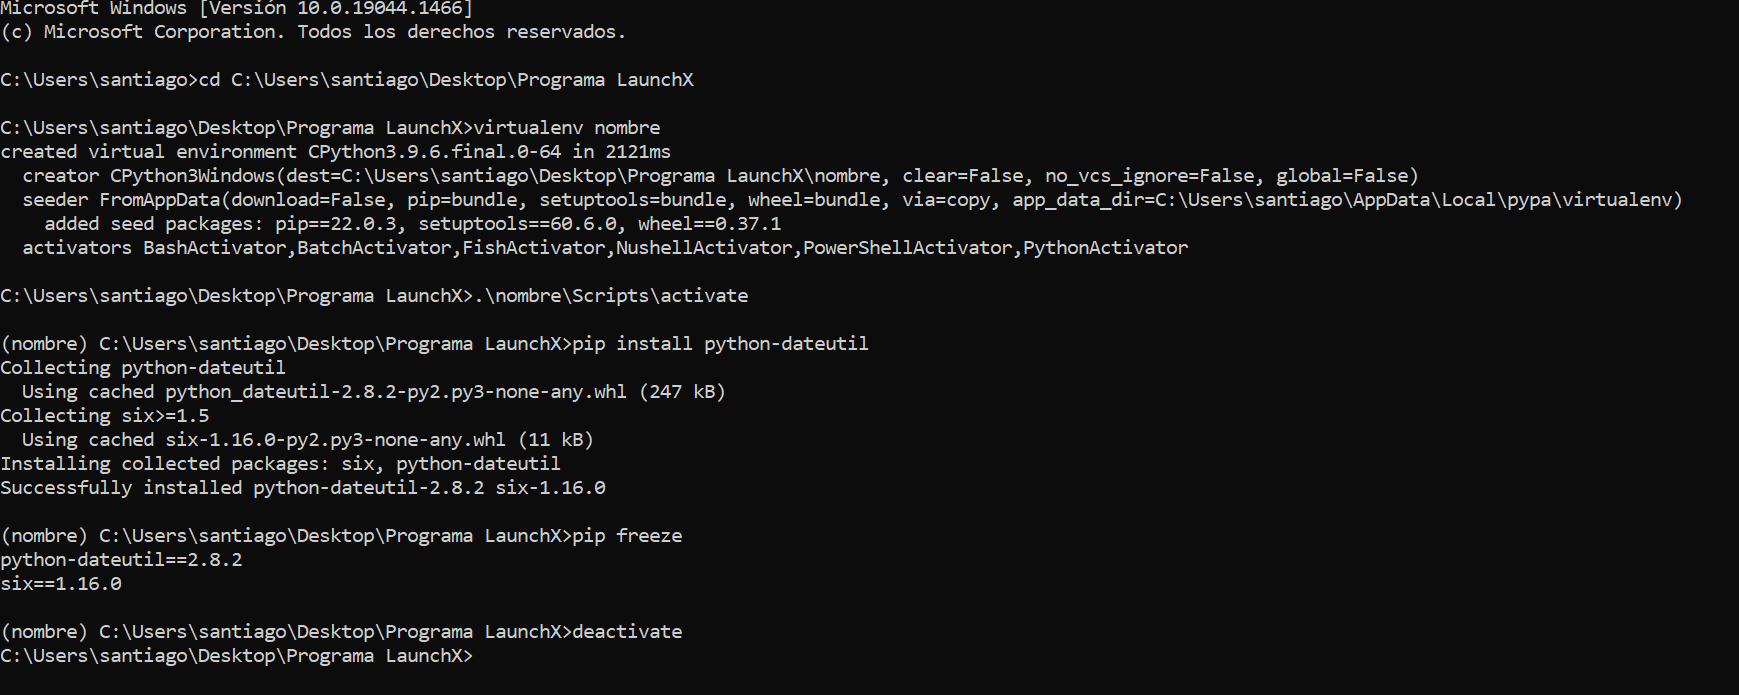 Microsoft Windows [Versión 10.0.19044.1466]
(c) Microsoft Corporation. Todos los derechos reservados.
C:\Users\santiago>cd C:\Users\santiago\Desktop\Programa LaunchX
C:\Users\santiago\Desktop\Programa LaunchX>virtualenv nombre
created virtual environment CPython3.9.6.final.0-64 in 2121ms
  creator CPython3Windows(dest=C:\Users\santiago\Desktop\Programa LaunchX\nombre, clear=False, no_vcs_ignore=False, global=False)
  seeder FromAppData(download=False, pip=bundle, setuptools=bundle, wheel=bundle, via=copy, app_data_dir=C:\Users\santiago\AppData\Local\pypa\virtualenv)
    added seed packages: pip==22.0.3, setuptools==60.6.0, wheel==0.37.1
  activators BashActivator,BatchActivator,FishActivator,NushellActivator,PowerShellActivator,PythonActivator
C:\Users\santiago\Desktop\Programa LaunchX>.\nombre\Scripts\activate
(nombre) C:\Users\santiago\Desktop\Programa LaunchX>pip install python-dateutil
Collecting python-dateutil
  Using cached python_dateutil-2.8.2-py2.py3-none-any.whl (247 kB)
Collecting six>=1.5
  Using cached six-1.16.0-py2.py3-none-any.whl (11 kB)
Installing collected packages: six, python-dateutil
Successfully installed python-dateutil-2.8.2 six-1.16.0
(nombre) C:\Users\santiago\Desktop\Programa LaunchX>pip freeze
python-dateutil==2.8.2
six==1.16.0
(nombre) C:\Users\santiago\Desktop\Programa LaunchX>deactivate
C:\Users\santiago\Desktop\Programa LaunchX>